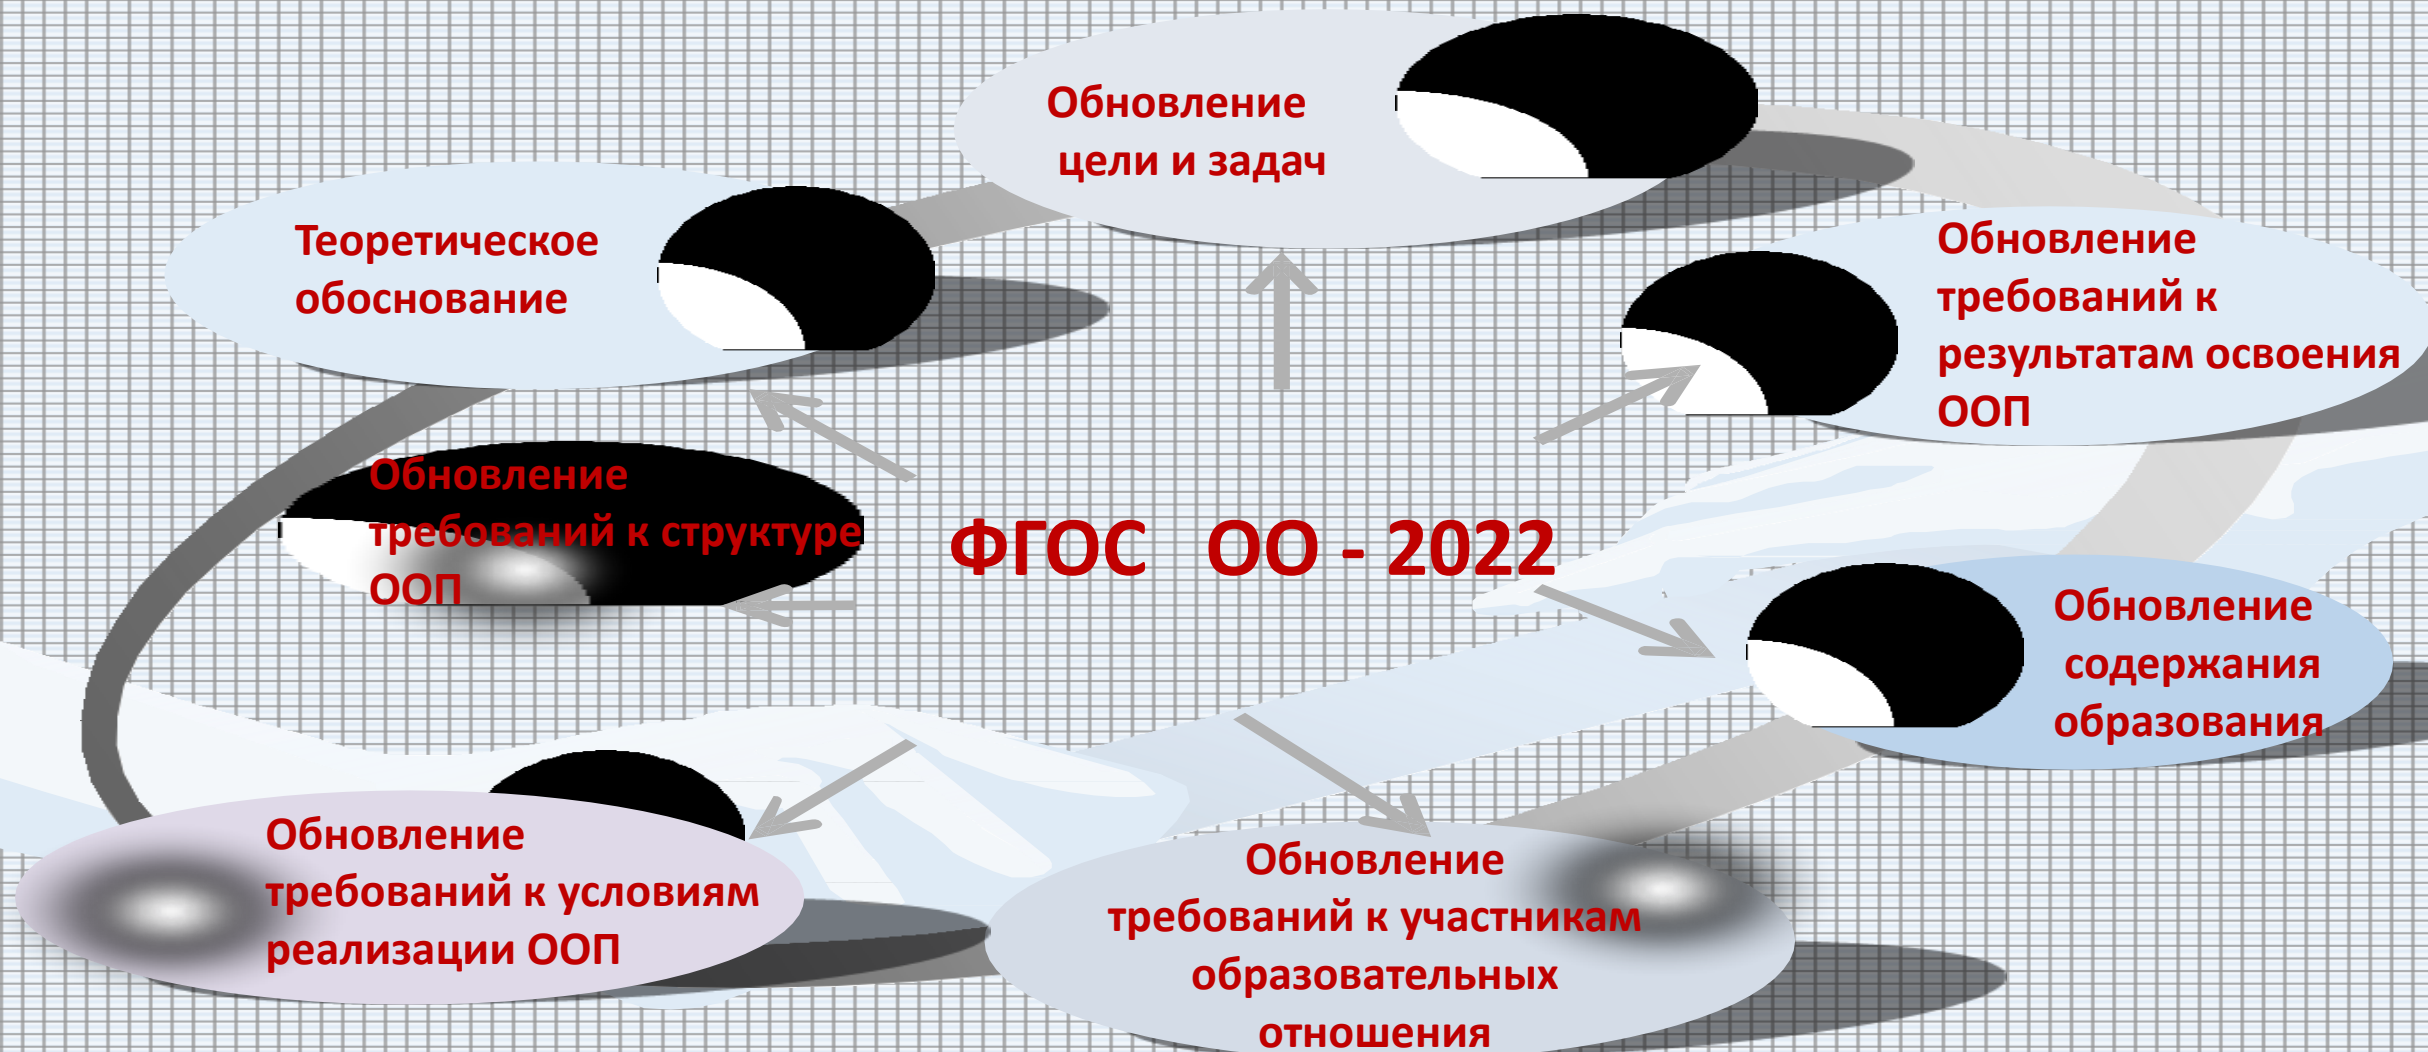 Обновление
цели и задач
Теоретическое
обоснование
Обновление
требований к
результатам освоения
ООП
Обновление
требований к структуре
ООП
ФГОС ОО - 2022
Обновление
содержания
образования
Обновление
требований к условиям
реализации ООП
Обновление
требований к участникам
образовательных
отношения